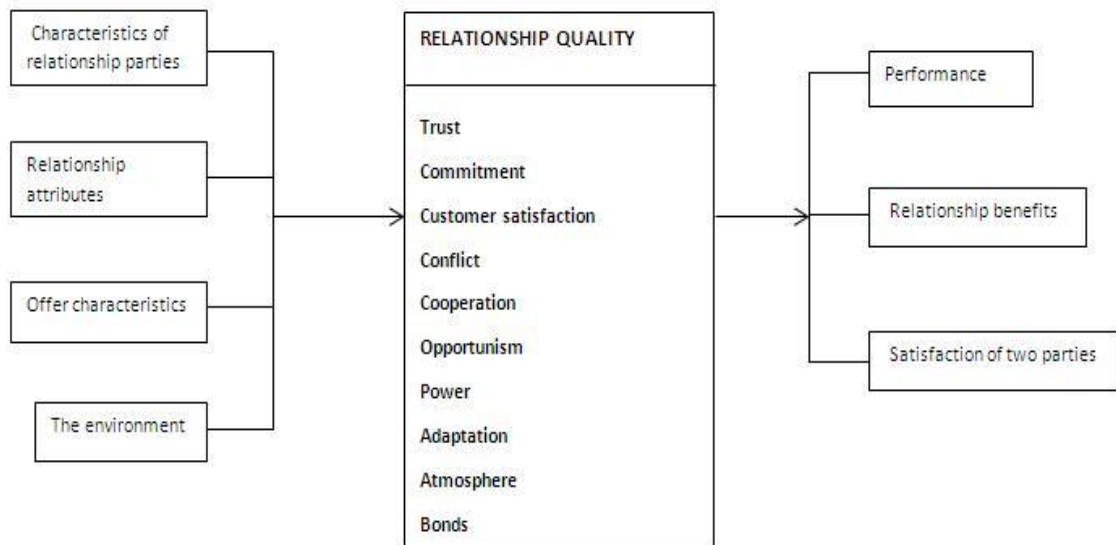 Characteristics of
relationship parties
Relationship
attributes
Offer characteristics
The environment
RELATIONSHIP QUALITY
Trust
Commitment
Customer satisfaction
Conflict
Cooperation
Opportunism
Power
Adaptation
Atmosphere
Bonds
Performance
Relationship benefits
Satisfaction of two parties